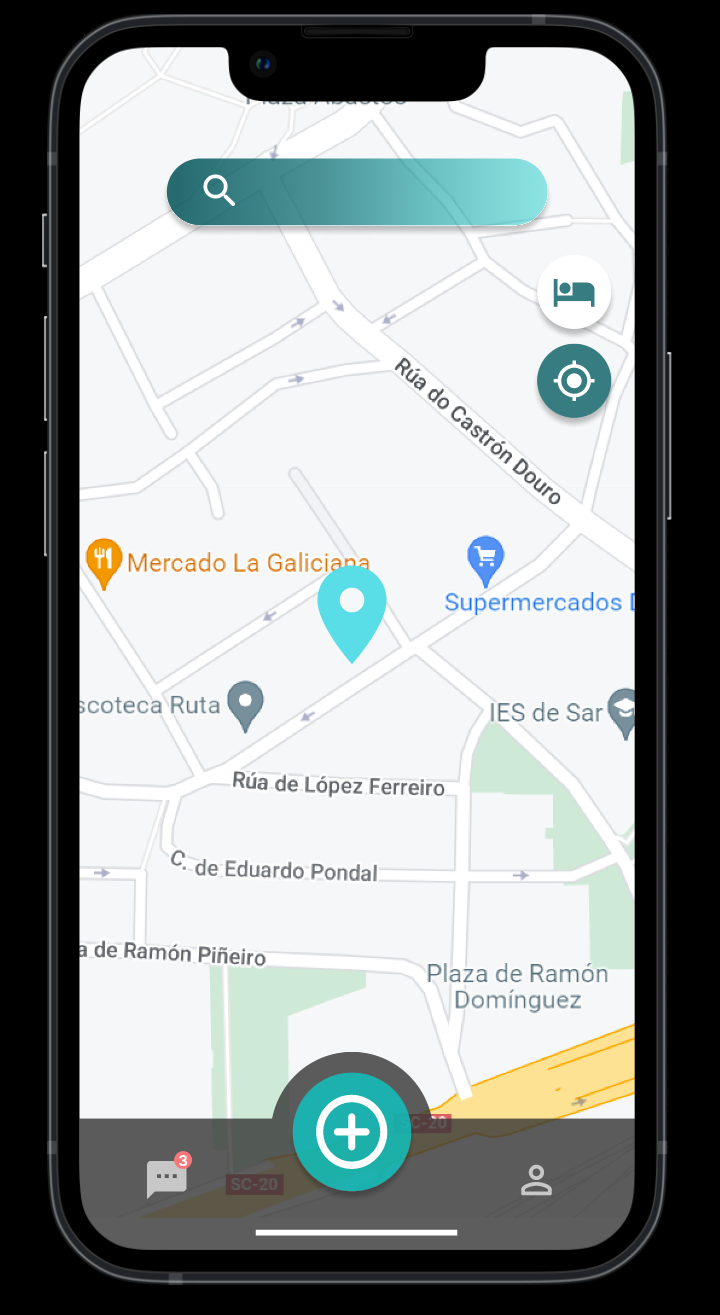 Plaza Abastos
Rúa do Castrón Douro
Mercado La Galiciana
Supermercados
scoteca Ruta
IES de Sar
Rúa de López Ferreiro
C. de Eduardo Pondal
a de Ramón Piñeiro
Plaza de Ramón
Domínguez
SC-20
3
SC-20